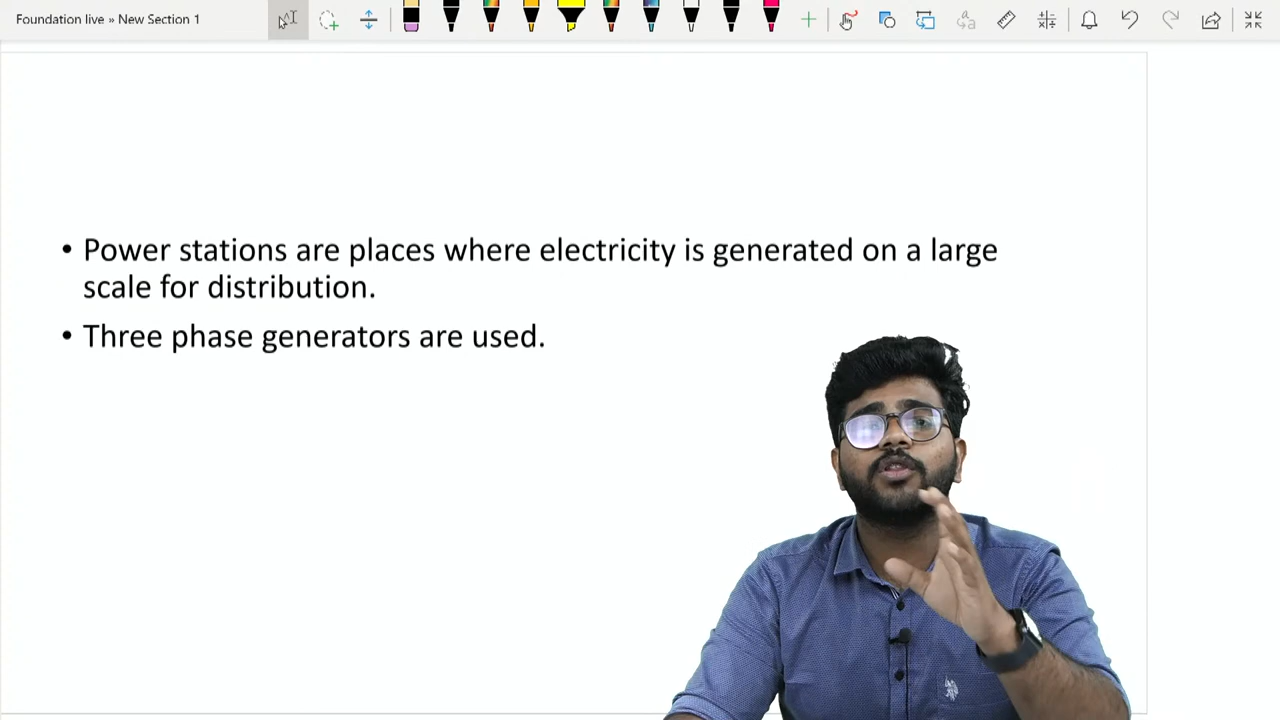 Foundation live » New Section 1
• Power stations are places where electricity is generated on a large
scale for distribution.
• Three phase generators are used.